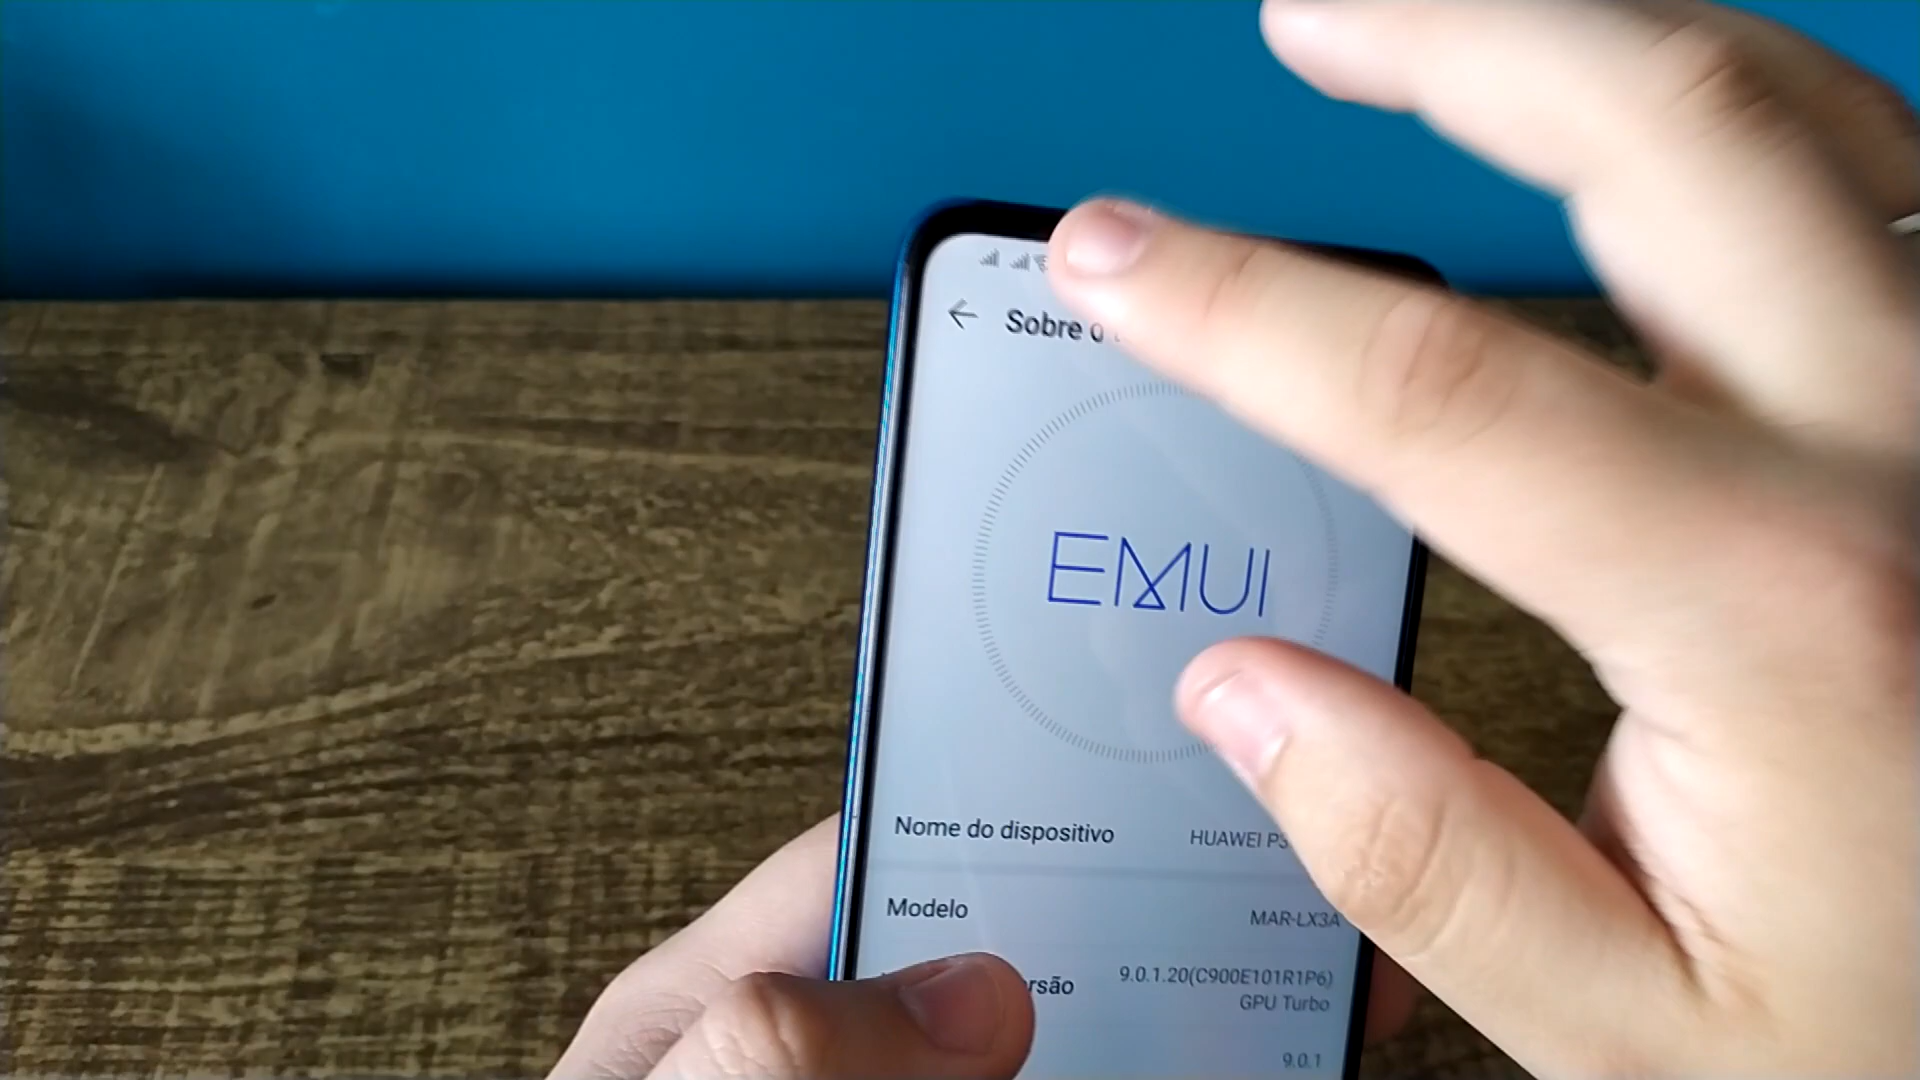 Sobre o
EMUI
Nome do dispositivo HUAWEI P
Modelo MAR-LX3A
rsão 9.0.1.20(C900E101R1P6)
GPU Turbo
9.0.1